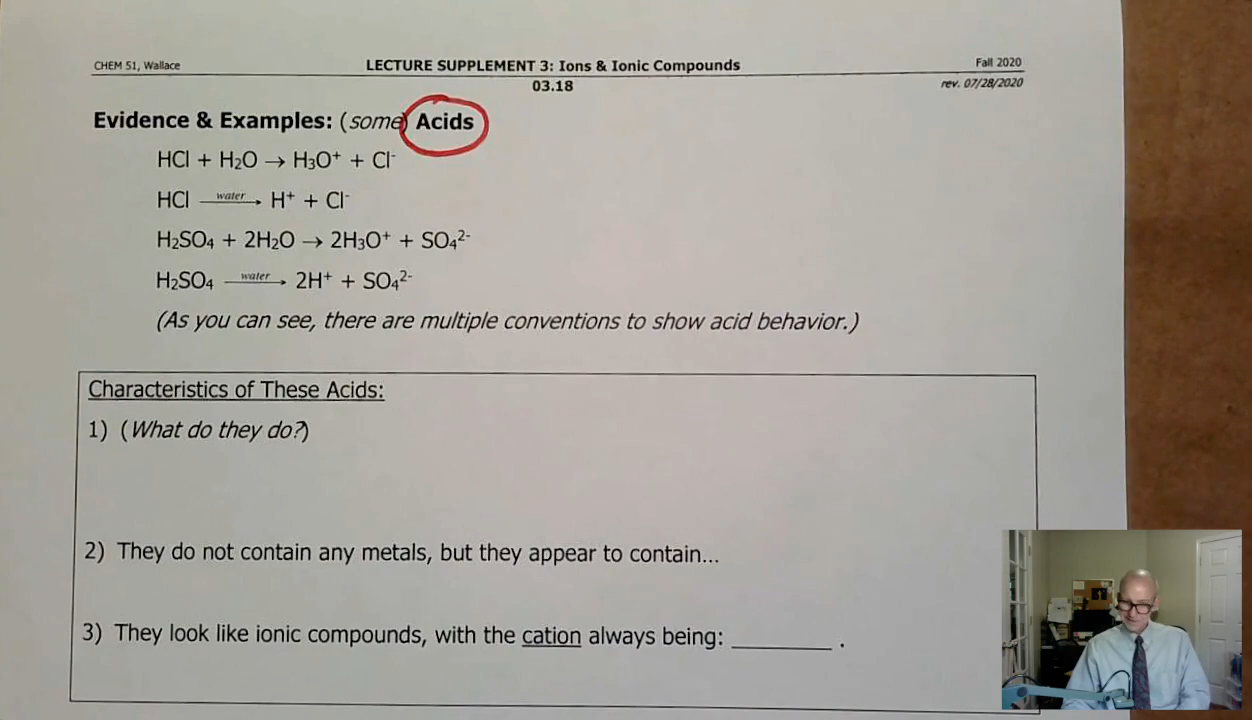 CHEM 51, Wallace
LECTURE SUPPLEMENT 3: Ions & Ionic Compounds
Fall 2020
03.18
rev. 07/28/2020
Evidence & Examples: (some) Acids
HCl + H₂O → H₃O⁺ + Cl⁻
HCl —water→ H⁺ + Cl⁻
H₂SO₄ + 2H₂O → 2H₃O⁺ + SO₄²⁻
H₂SO₄ —water→ 2H⁺ + SO₄²⁻
(As you can see, there are multiple conventions to show acid behavior.)
Characteristics of These Acids:
1) (What do they do?)
2) They do not contain any metals, but they appear to contain...
3) They look like ionic compounds, with the cation always being: _________ .